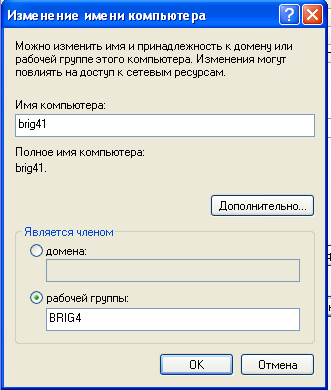 Изменение имени компьютера
Можно изменить имя и принадлежность к домену или
рабочей группе этого компьютера. Изменения могут
повлиять на доступ к сетевым ресурсам.
Имя компьютера:
brig41
Полное имя компьютера:
brig41.
Дополнительно...
Является членом
домена:
рабочей группы:
BRIG4
ОК
Отмена